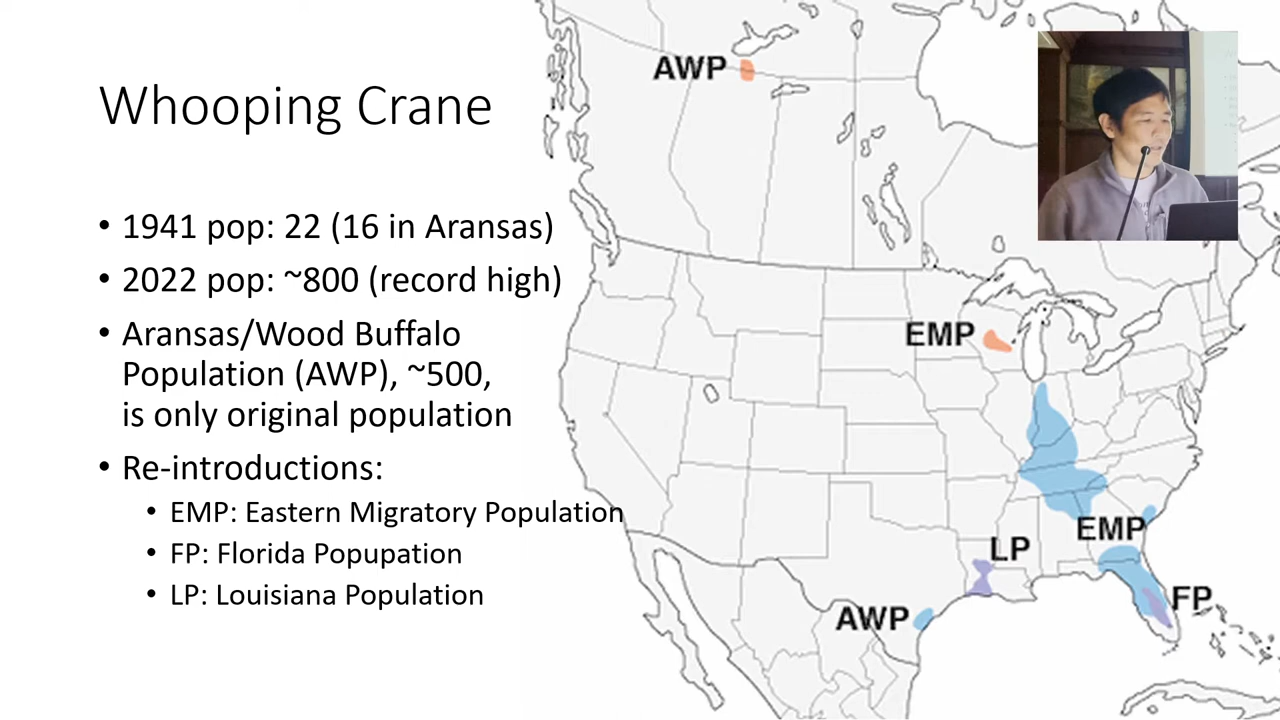 Whooping Crane
• 1941 pop: 22 (16 in Aransas)
• 2022 pop: ~800 (record high)
• Aransas/Wood Buffalo
Population (AWP), ~500,
is only original population
• Re-introductions:
• EMP: Eastern Migratory Population
• FP: Florida Popupation
• LP: Louisiana Population
AWP
EMP
EMP
LP
FP
AWP